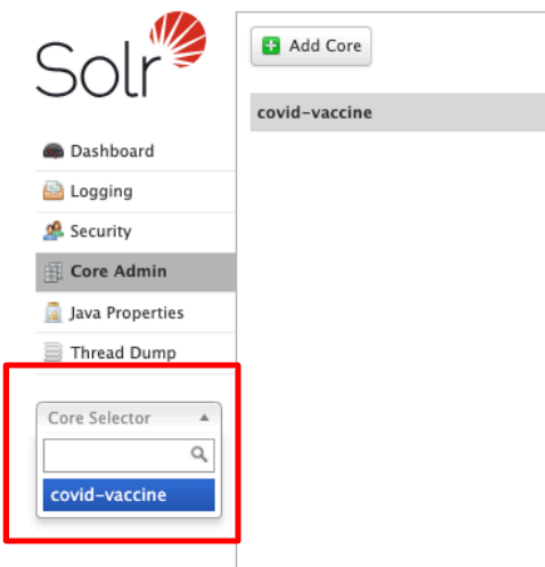 Solr
Dashboard
Logging
Security
Core Admin
Java Properties
Thread Dump
Core Selector
covid-vaccine
Add Core
covid-vaccine